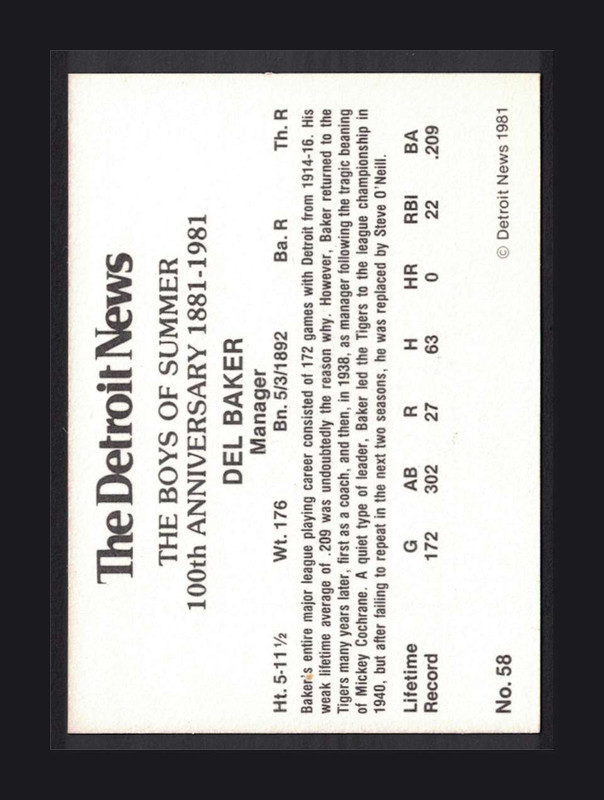 The Detroit News
THE BOYS OF SUMMER
100th ANNIVERSARY 1881-1981
DEL BAKER
Manager
Ht. 5-11 ½ Wt. 176 Bn. 5/3/1892 Ba. R Th. R
Baker's entire major league playing career consisted of 172 games with Detroit from 1914-16. His
weak lifetime average of .209 was undoubtedly the reason why. However, Baker returned to the
Tigers many years later, first as a coach, and then, in 1938, as manager following the tragic beaning
of Mickey Cochrane. A quiet type of leader, Baker led the Tigers to the league championship in
1940, but after failing to repeat in the next two seasons, he was replaced by Steve O'Neill.
Lifetime G AB R H HR RBI BA
Record 172 302 27 63 0 22 .209
No. 58 © Detroit News 1981